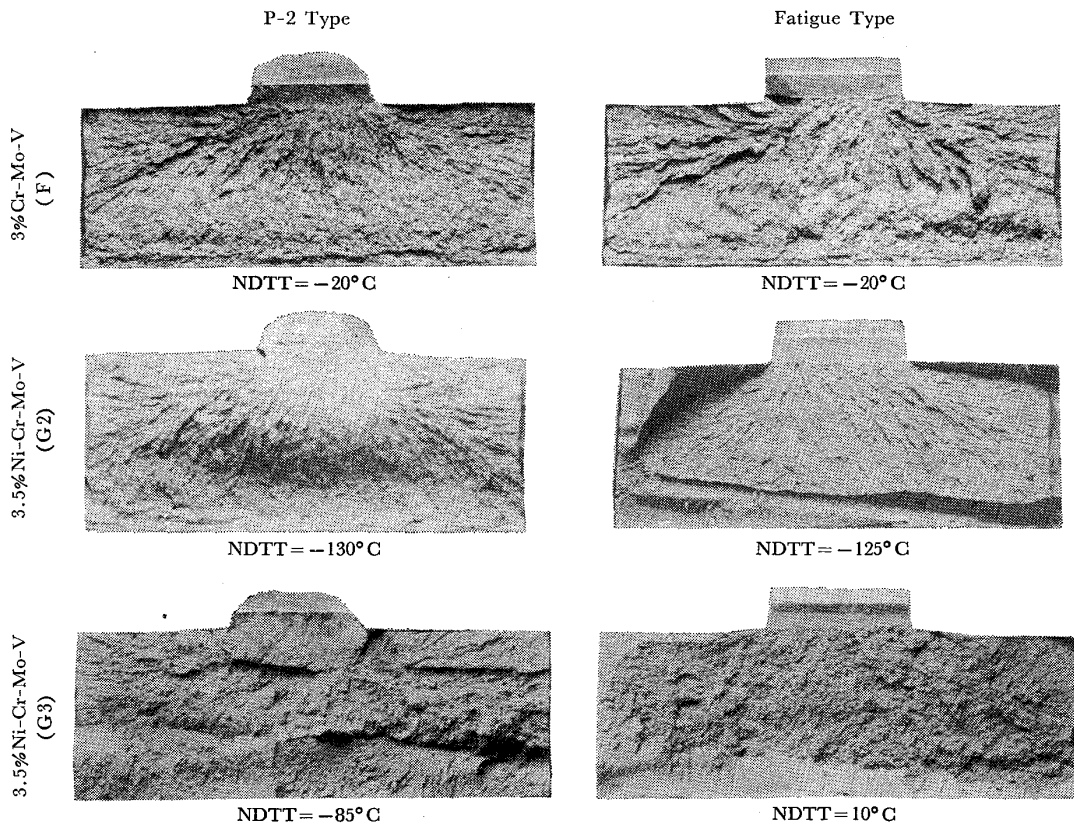 P-2 Type
Fatigue Type
3%Cr-Mo-V
(F)
NDTT=-20°C
NDTT=-20°C
3.5%Ni-Cr-Mo-V
(G2)
NDTT=-130°C
NDTT=-125°C
3.5%Ni-Cr-Mo-V
(G3)
NDTT=-85°C
NDTT=10°C